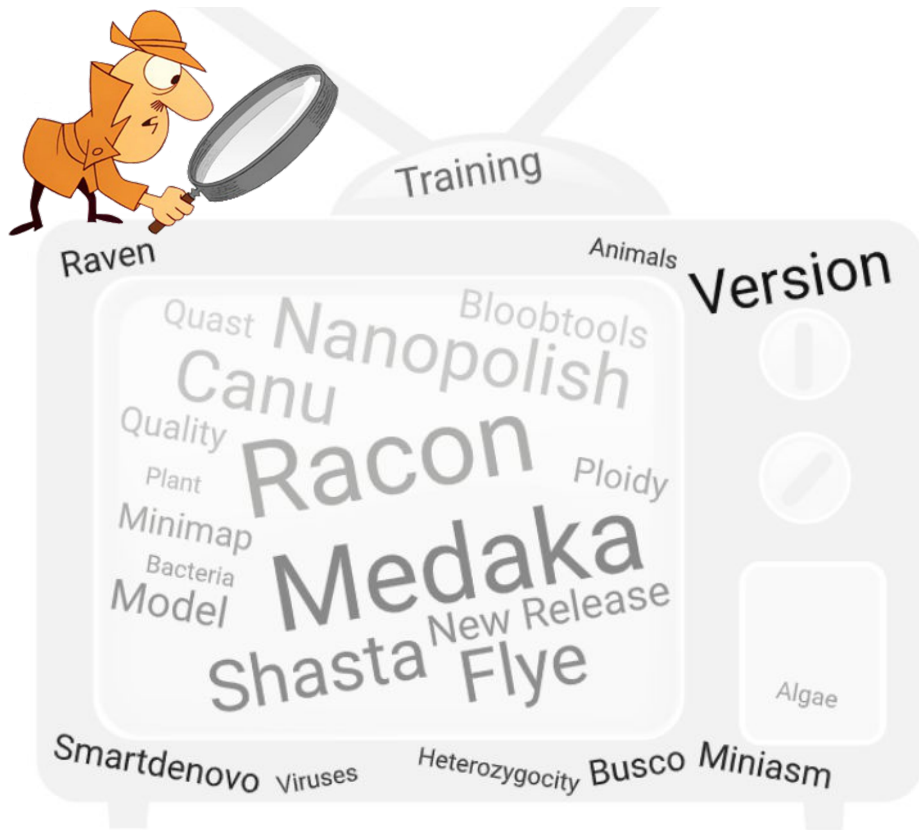 Training
Raven
Animals
Version
Quast
Nanopolish
Bloobtools
Canu
Quality
Racon
Plant
Ploidy
Minimap
Medaka
Bacteria
Model
New Release
Shasta
Flye
Algae
Smartdenovo
Viruses
Heterozygocity
Busco
Miniasm